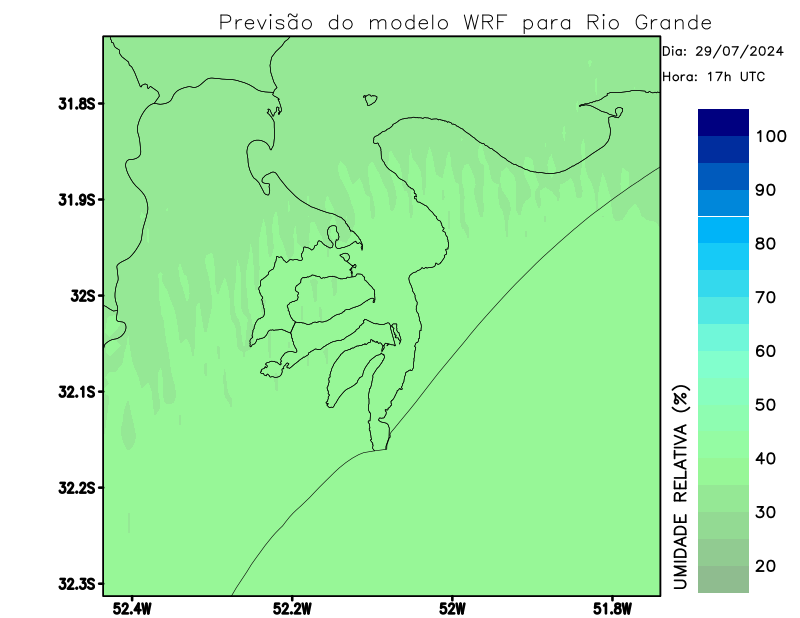 Previsão do modelo WRF para Rio Grande
Dia: 29/07/2024
Hora: 17h UTC
31.8S
31.9S
32S
32.1S
32.2S
32.3S
52.4W
52.2W
52W
51.8W
100
90
80
70
60
50
40
30
20
UMIDADE RELATIVA (%)